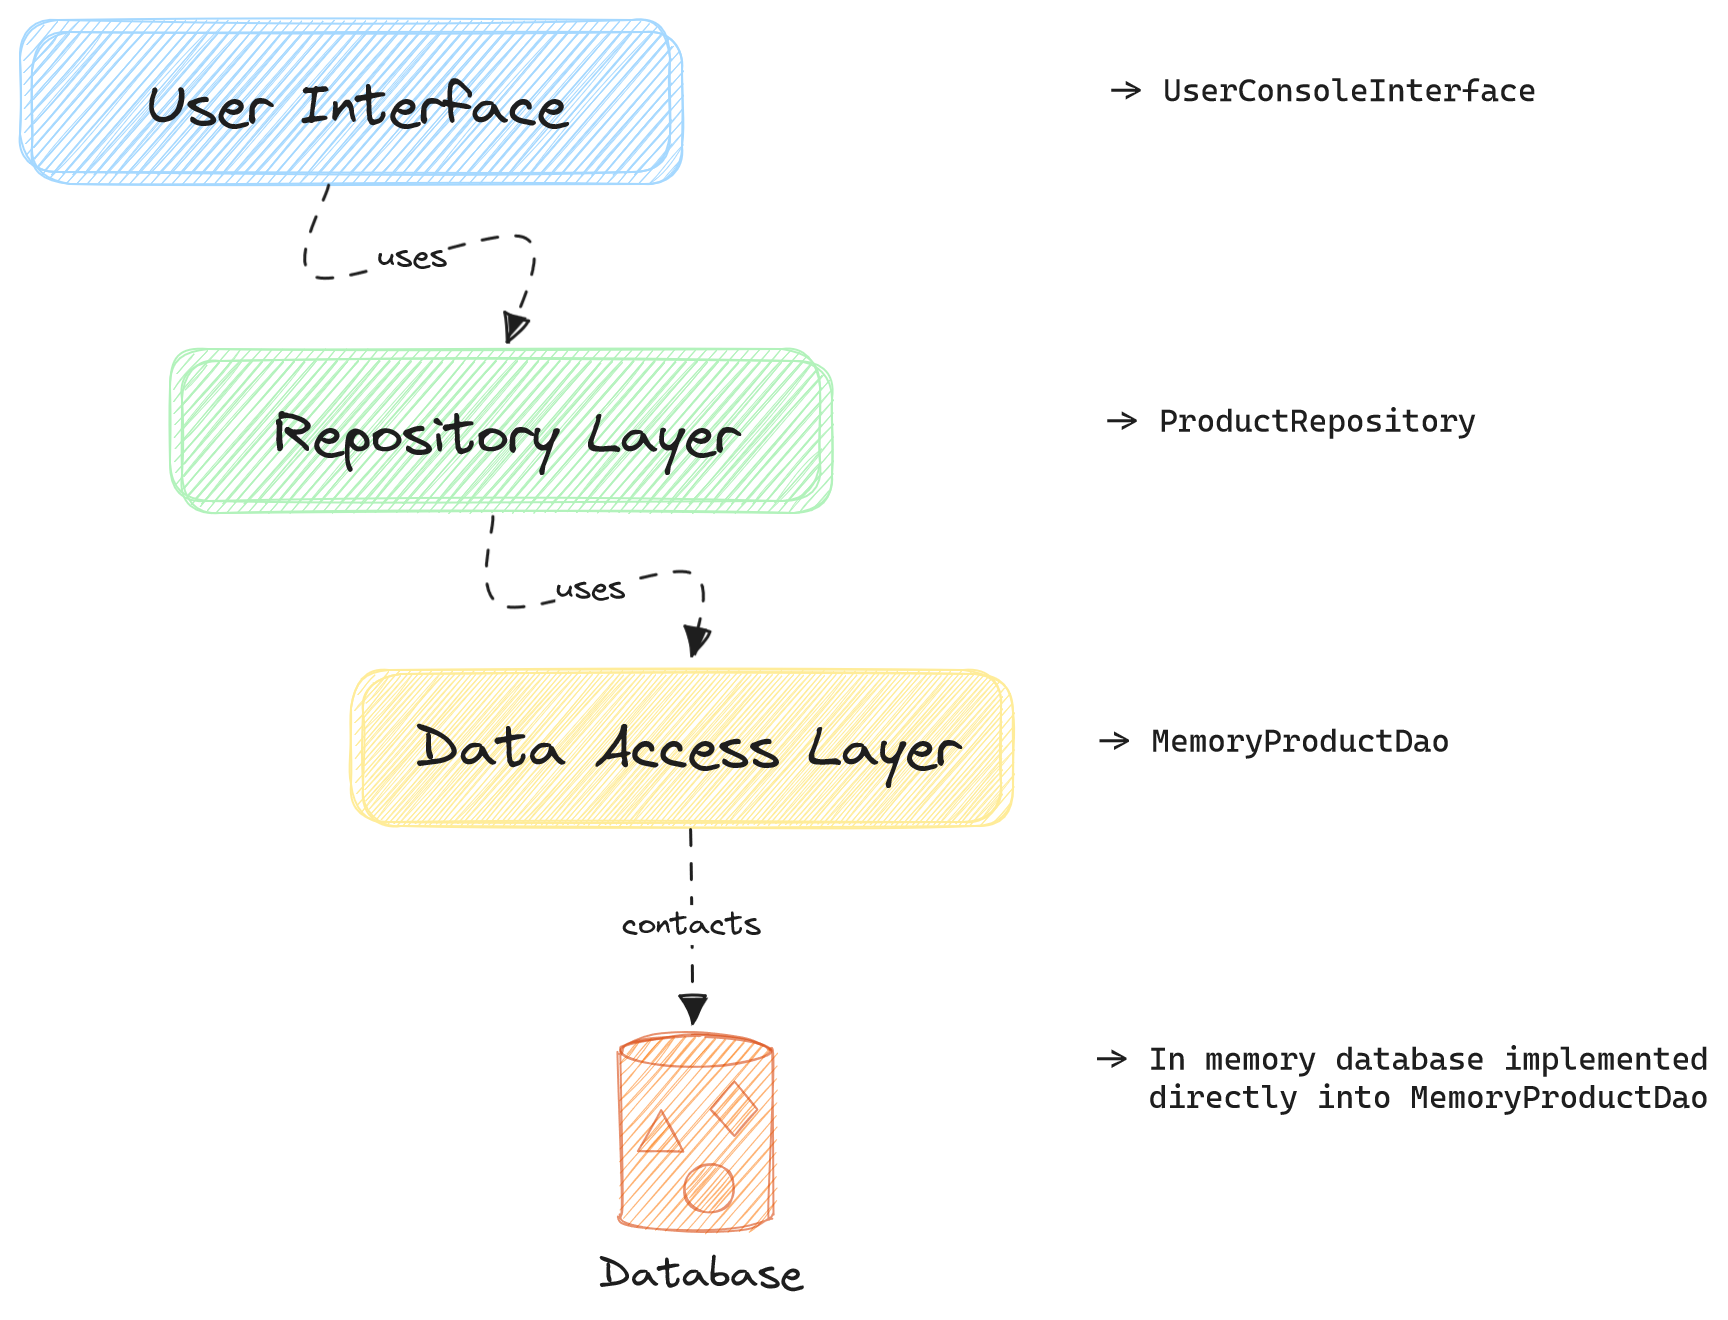 User Interface
→ UserConsoleInterface
uses
Repository Layer
→ ProductRepository
uses
Data Access Layer
→ MemoryProductDao
contacts
→ In memory database implemented
directly into MemoryProductDao
Database